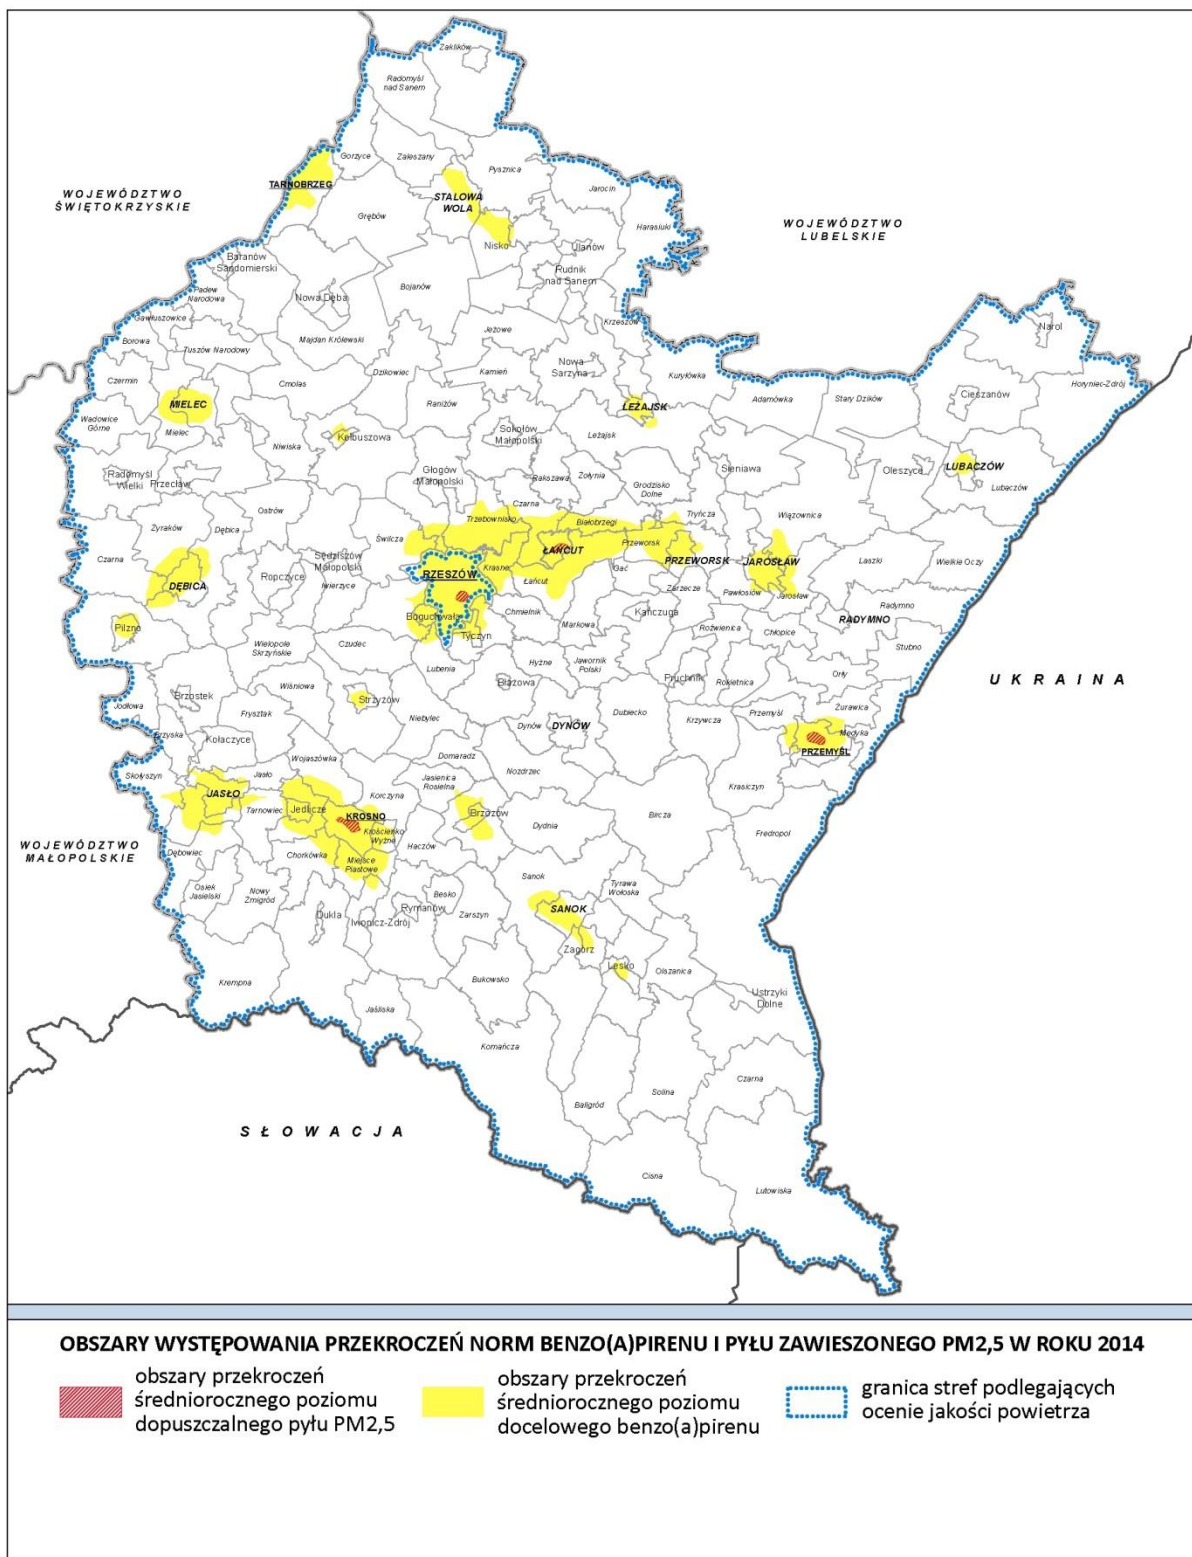 Zaklików
Radomyśl
nad Sanem
Gorzyce
Zaleszany
Pysznica
TARNOBRZEG
WOJEWÓDZTWO
ŚWIĘTOKRZYSKIE
STALOWA
WOLA
Jarocin
Grębów
Harasiuki
WOJEWÓDZTWO
LUBELSKIE
Nisko
Ulanów
Baranów
Sandomierski
Rudnik
nad Sanem
Padew
Narodowa
Nowa Dęba
Bojanów
Gawłuszowice
Krzeszów
Narol
Borowa
Majdan Królewski
Jeżowe
Tuszów Narodowy
Nowa
Sarzyna
Czermin
Cmolas
Dzikowiec
Kamień
Kuryłówka
Horyniec-Zdrój
MIELEC
Adamówka
Stary Dzików
Cieszanów
Raniżów
LEŻAJSK
Wadowice
Górne
Mielec
Kolbuszowa
Sokołów
Małopolski
Leżajsk
Niwiska
Radomyśl
Wielki
Przecław
Głogów
Małopolski
Rakszawa
Żołynia
Grodzisko
Dolne
Sieniawa
Oleszyce
LUBACZÓW
Lubaczów
Czarna
Ostrów
Trzebownisko
Białobrzegi
Tryńcza
Wiązownica
Żyraków
Dębica
Świlcza
Czarna
Sędziszów
Małopolski
Krasne
ŁAŃCUT
Przeworsk
PRZEWORSK
JAROSŁAW
Laszki
Wielkie Oczy
DĘBICA
Ropczyce
Iwierzyce
RZESZÓW
Łańcut
Gać
Zarzecze
Pawłosiów
Jarosław
Pilzno
Boguchwała
Tyczyn
Chmielnik
Markowa
Kańczuga
Roźwienica
Chłopice
RADYMNO
Radymno
Stubno
Wielopole
Skrzyńskie
Czudec
Lubenia
Hyżne
Jawornik
Polski
Błażowa
Pruchnik
Rokietnica
Orły
UKRAINA
Wiśniowa
Brzostek
Strzyżów
Jodłowa
Frysztak
Niebylec
Dynów
DYNÓW
Dubiecko
Krzywcza
Przemyśl
Żurawica
Medyka
PRZEMYŚL
Brzyska
Kołaczyce
Wojaszówka
Domaradz
Nozdrzec
Skołyszyn
Jasło
Jasienica
Rosielna
Krasiczyn
JASŁO
Tarnowiec
Jedlicze
Korczyna
KROSNO
Krościenko
Wyżne
Brzozów
Dydnia
Bircza
Fredropol
WOJEWÓDZTWO
MAŁOPOLSKIE
Dębowiec
Chorkówka
Miejsce
Piastowe
Haczów
Osiek
Jasielski
Nowy
Żmigród
Sanok
Tyrawa
Wołoska
Besko
Dukla
Iwonicz-Zdrój
Rymanów
Zarszyn
SANOK
Zagórz
Lesko
Olszanica
Krempna
Bukowsko
Ustrzyki
Dolne
Jaśliska
Komańcza
Czarna
Solina
Baligród
SŁOWACJA
Cisna
Lutowiska
OBSZARY WYSTĘPOWANIA PRZEKROCZEŃ NORM BENZO(A)PIRENU I PYŁU ZAWIESZONEGO PM2,5 W ROKU 2014
obszary przekroczeń
średniorocznego poziomu
dopuszczalnego pyłu PM2,5
obszary przekroczeń
średniorocznego poziomu
docelowego benzo(a)pirenu
granica stref podlegających
ocenie jakości powietrza